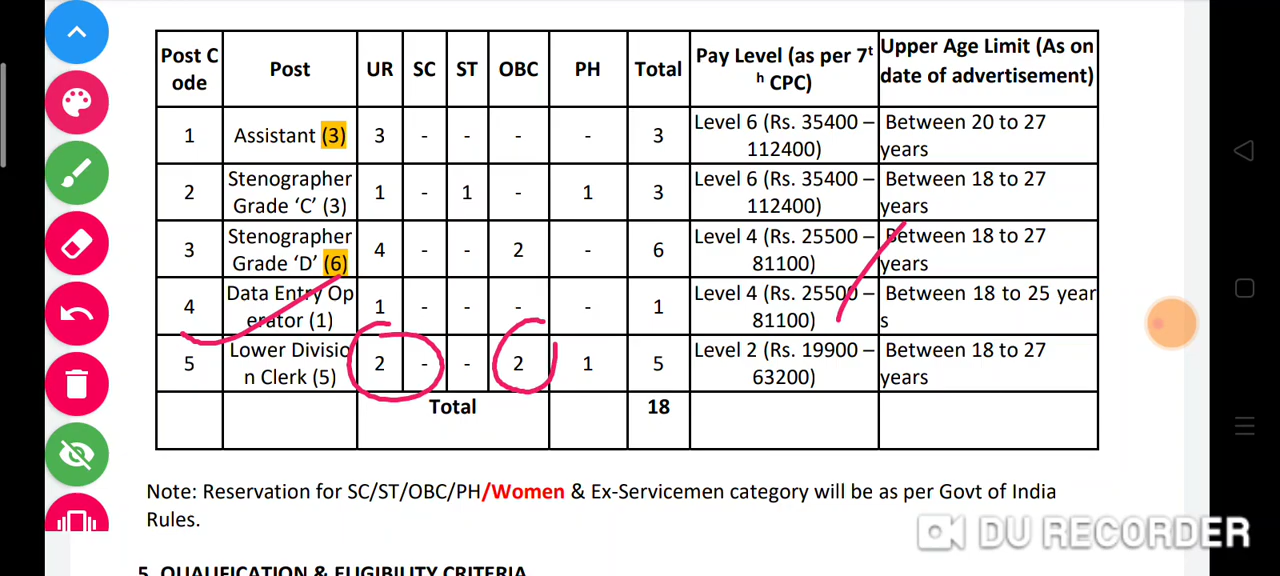 Post C UR SC ST OBC PH Total Pay Level (as per 7t Upper Age Limit (As on
ode Post h CPC) date of advertisement)
1 Assistant (3) 3 - - - - 3 Level 6 (Rs. 35400 – Between 20 to 27
112400) years
2 Stenographer 1 - 1 - 1 3 Level 6 (Rs. 35400 – Between 18 to 27
Grade ‘C’ (3) 112400) years
3 Stenographer 4 - - 2 - 6 Level 4 (Rs. 25500 – Between 18 to 27
Grade ‘D’ (6) 81100) years
4 Data Entry Op 1 - - - - 1 Level 4 (Rs. 25500 – Between 18 to 25 year
erator (1) 81100) s
5 Lower Divisio 2 - - 2 1 5 Level 2 (Rs. 19900 – Between 18 to 27
n Clerk (5) 63200) years
Total 18
Note: Reservation for SC/ST/OBC/PH/Women & Ex-Servicemen category will be as per Govt of India
Rules.
DU RECORDER
5. QUALIFICATION & ELIGIBILITY CRITERIA